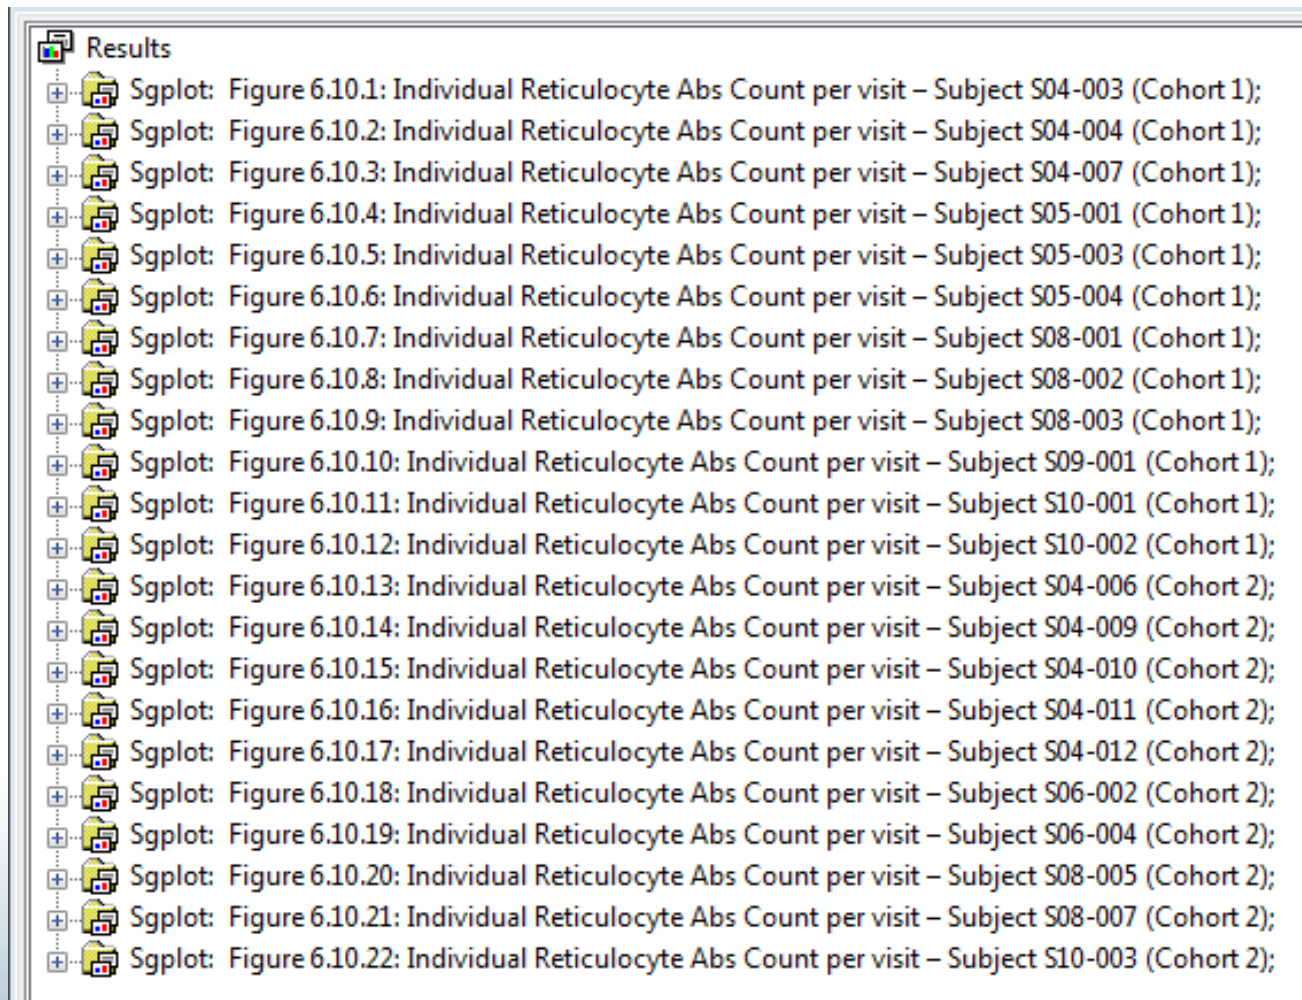 Results
Sgplot: Figure 6.10.1: Individual Reticulocyte Abs Count per visit – Subject S04-003 (Cohort 1);
Sgplot: Figure 6.10.2: Individual Reticulocyte Abs Count per visit – Subject S04-004 (Cohort 1);
Sgplot: Figure 6.10.3: Individual Reticulocyte Abs Count per visit – Subject S04-007 (Cohort 1);
Sgplot: Figure 6.10.4: Individual Reticulocyte Abs Count per visit – Subject S05-001 (Cohort 1);
Sgplot: Figure 6.10.5: Individual Reticulocyte Abs Count per visit – Subject S05-003 (Cohort 1);
Sgplot: Figure 6.10.6: Individual Reticulocyte Abs Count per visit – Subject S05-004 (Cohort 1);
Sgplot: Figure 6.10.7: Individual Reticulocyte Abs Count per visit – Subject S08-001 (Cohort 1);
Sgplot: Figure 6.10.8: Individual Reticulocyte Abs Count per visit – Subject S08-002 (Cohort 1);
Sgplot: Figure 6.10.9: Individual Reticulocyte Abs Count per visit – Subject S08-003 (Cohort 1);
Sgplot: Figure 6.10.10: Individual Reticulocyte Abs Count per visit – Subject S09-001 (Cohort 1);
Sgplot: Figure 6.10.11: Individual Reticulocyte Abs Count per visit – Subject S10-001 (Cohort 1);
Sgplot: Figure 6.10.12: Individual Reticulocyte Abs Count per visit – Subject S10-002 (Cohort 1);
Sgplot: Figure 6.10.13: Individual Reticulocyte Abs Count per visit – Subject S04-006 (Cohort 2);
Sgplot: Figure 6.10.14: Individual Reticulocyte Abs Count per visit – Subject S04-009 (Cohort 2);
Sgplot: Figure 6.10.15: Individual Reticulocyte Abs Count per visit – Subject S04-010 (Cohort 2);
Sgplot: Figure 6.10.16: Individual Reticulocyte Abs Count per visit – Subject S04-011 (Cohort 2);
Sgplot: Figure 6.10.17: Individual Reticulocyte Abs Count per visit – Subject S04-012 (Cohort 2);
Sgplot: Figure 6.10.18: Individual Reticulocyte Abs Count per visit – Subject S06-002 (Cohort 2);
Sgplot: Figure 6.10.19: Individual Reticulocyte Abs Count per visit – Subject S06-004 (Cohort 2);
Sgplot: Figure 6.10.20: Individual Reticulocyte Abs Count per visit – Subject S08-005 (Cohort 2);
Sgplot: Figure 6.10.21: Individual Reticulocyte Abs Count per visit – Subject S08-007 (Cohort 2);
Sgplot: Figure 6.10.22: Individual Reticulocyte Abs Count per visit – Subject S10-003 (Cohort 2);